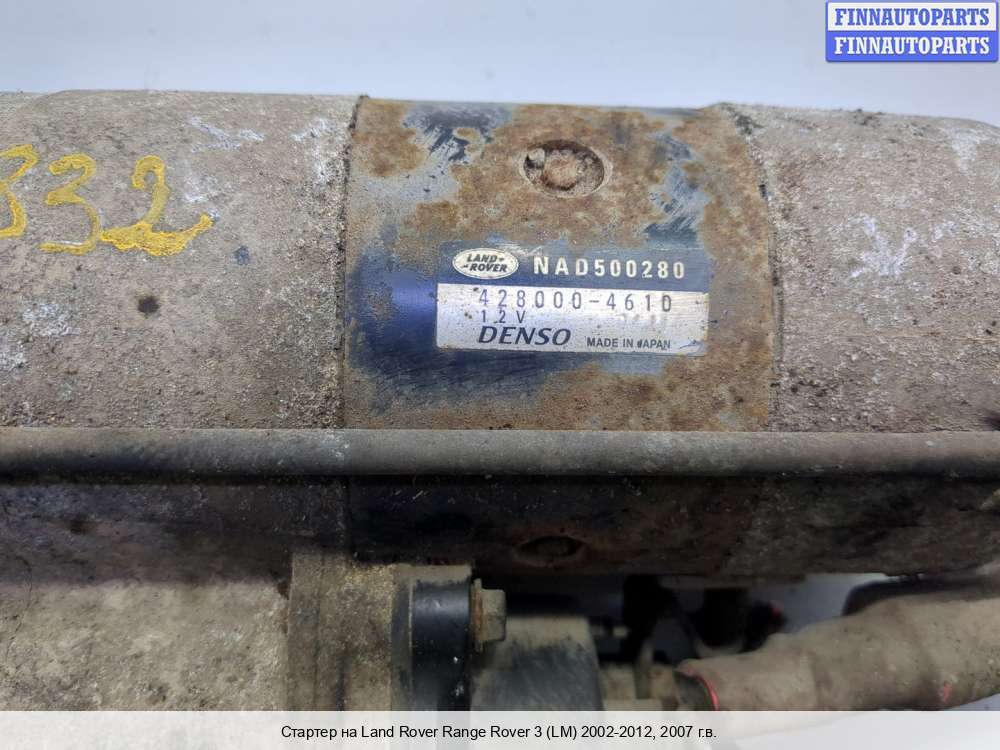 FINNAUTOPARTS
FINNAUTOPARTS
332
LAND-
-ROVER
NAD500280
428000-4610
12V
DENSO MADE IN JAPAN
Стартер на Land Rover Range Rover 3 (LM) 2002-2012, 2007 г.в.